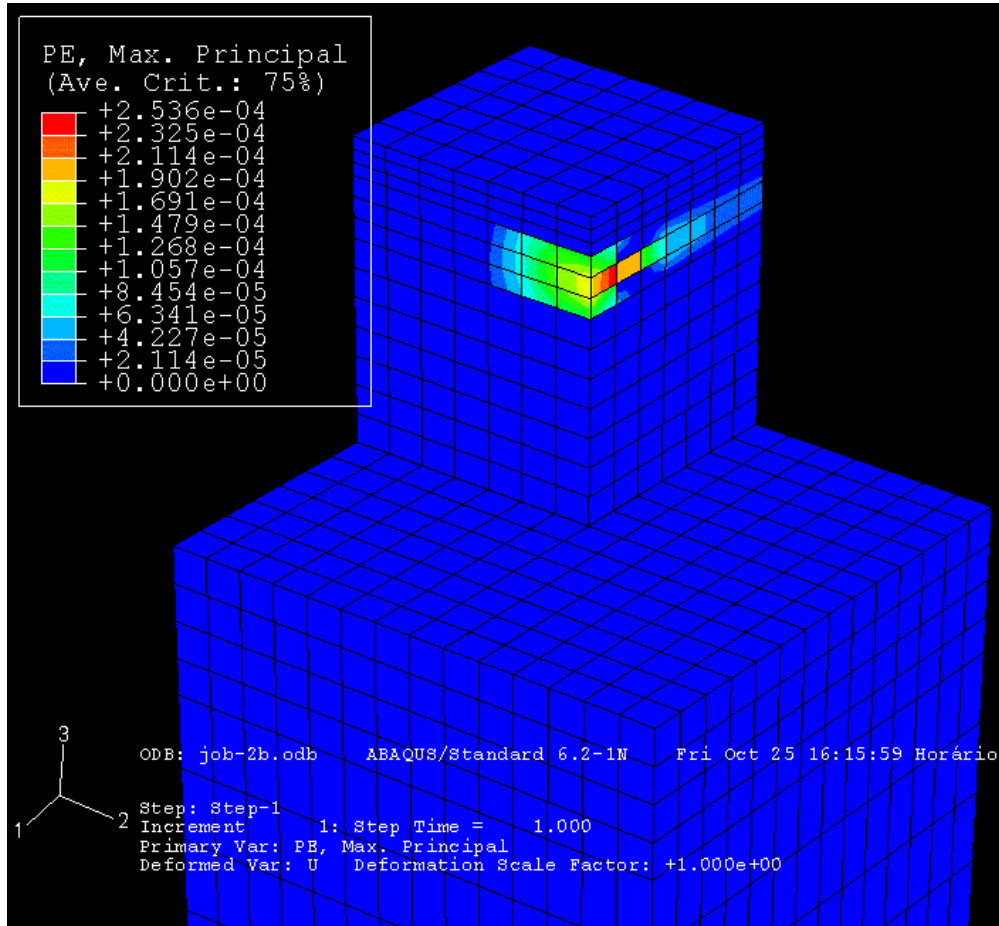 PE, Max. Principal
(Ave. Crit.: 75%)
+2.536e-04
+2.325e-04
+2.114e-04
+1.902e-04
+1.691e-04
+1.479e-04
+1.268e-04
+1.057e-04
+8.454e-05
+6.341e-05
+4.227e-05
+2.114e-05
+0.000e+00
3
1
2
ODB: job-2b.odb ABAQUS/Standard 6.2-1N Fri Oct 25 16:15:59 Horário
Step: Step-1
Increment 1: Step Time = 1.000
Primary Var: PE, Max. Principal
Deformed Var: U Deformation Scale Factor: +1.000e+00